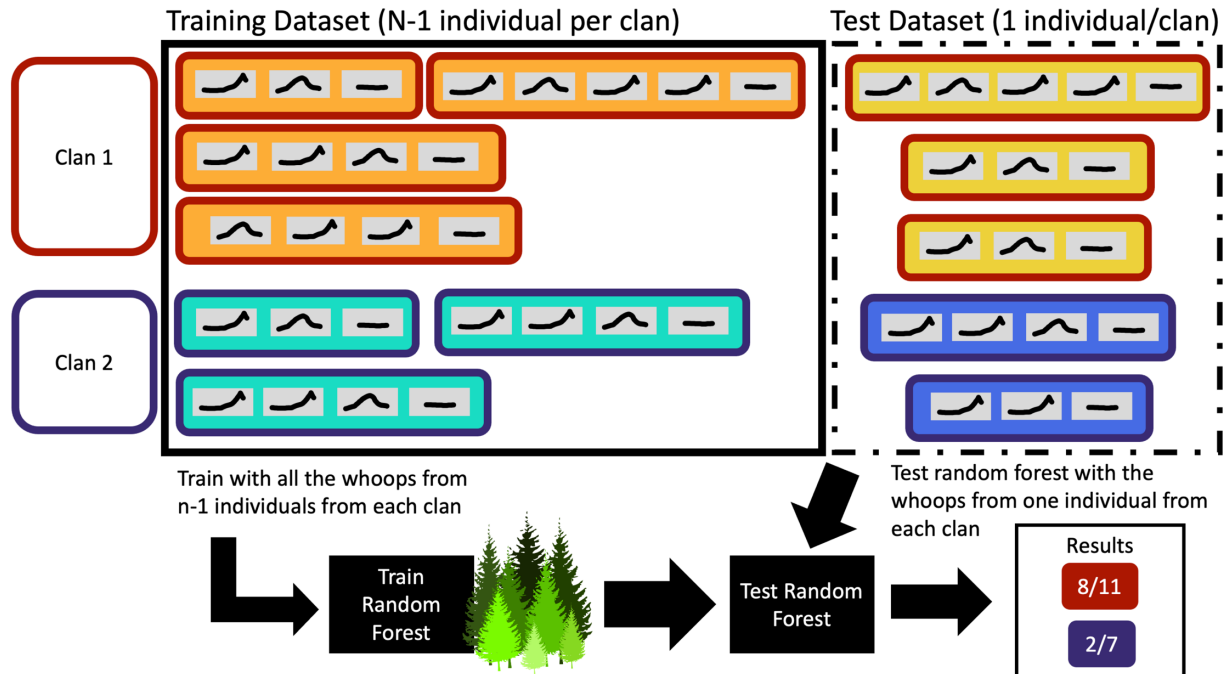 Training Dataset (N-1 individual per clan)
Test Dataset (1 individual/clan)
Clan 1
Clan 2
Train with all the whoops from
n-1 individuals from each clan
Test random forest with the
whoops from one individual from
each clan
Train
Random
Forest
Test Random
Forest
Results
8/11
2/7